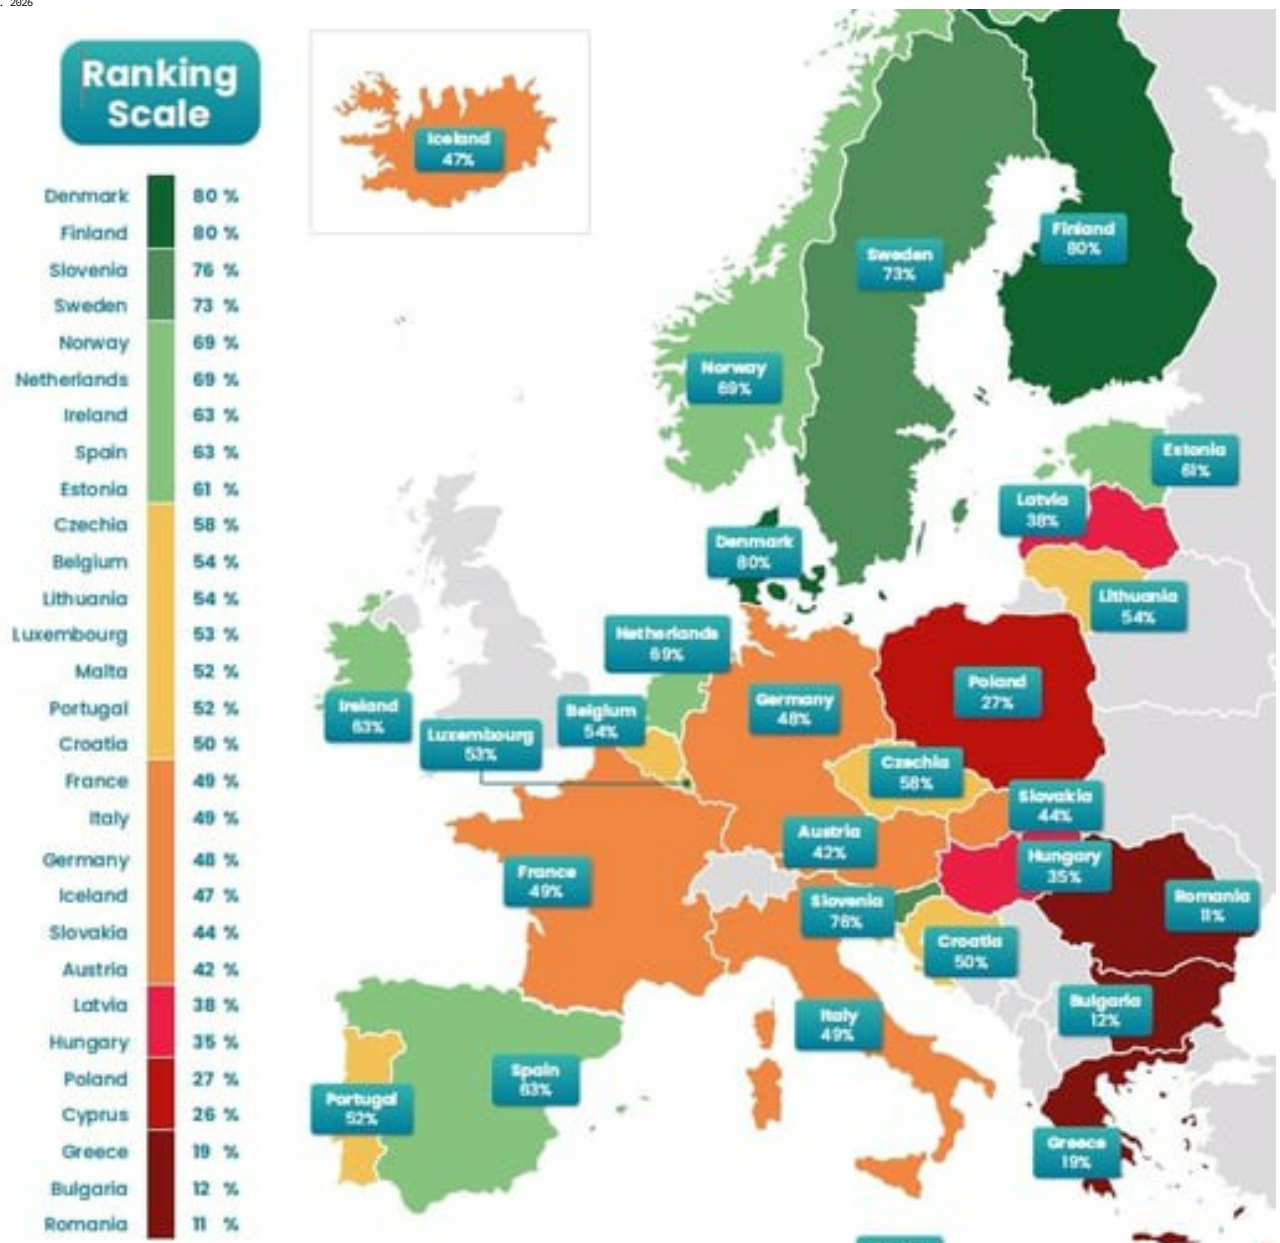 . 2026
Ranking
Scale
Denmark 80 %
Finland 80 %
Slovenia 76 %
Sweden 73 %
Norway 69 %
Netherlands 69 %
Ireland 63 %
Spain 63 %
Estonia 61 %
Czechia 58 %
Belgium 54 %
Lithuania 54 %
Luxembourg 53 %
Malta 52 %
Portugal 52 %
Croatia 50 %
France 49 %
Italy 49 %
Germany 48 %
Iceland 47 %
Slovakia 44 %
Austria 42 %
Latvia 38 %
Hungary 35 %
Poland 27 %
Cyprus 26 %
Greece 19 %
Bulgaria 12 %
Romania 11 %
Iceland
47%
Finland
80%
Sweden
73%
Norway
69%
Estonia
61%
Latvia
38%
Denmark
80%
Lithuania
54%
Netherlands
69%
Poland
27%
Germany
48%
Ireland
63%
Belgium
54%
Luxembourg
53%
Czechia
58%
Slovakia
44%
Austria
42%
Hungary
35%
France
49%
Slovenia
78%
Romania
11%
Croatia
50%
Bulgaria
12%
Italy
49%
Spain
63%
Portugal
52%
Greece
19%